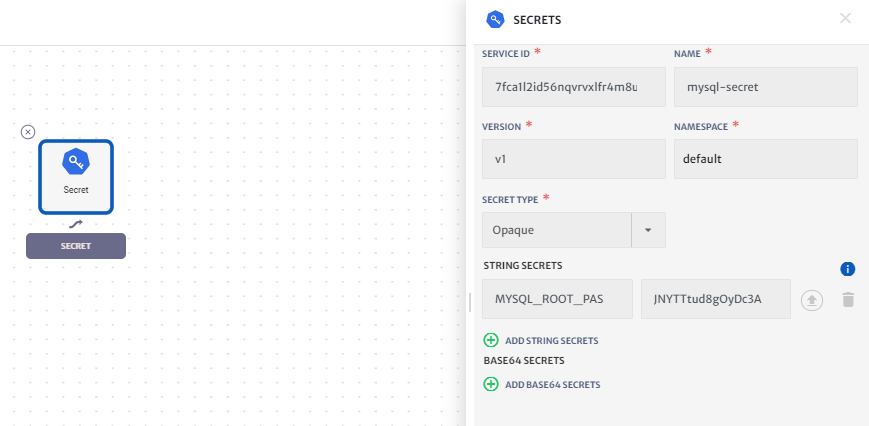 SECRETS
SERVICE ID *
NAME *
7fca1l2id56nqvrvxlfr4m8u
mysql-secret
VERSION *
NAMESPACE *
v1
default
Secret
SECRET
SECRET TYPE *
Opaque
STRING SECRETS
MYSQL_ROOT_PAS
JNYTTtud8gOyDc3A
ADD STRING SECRETS
BASE64 SECRETS
ADD BASE64 SECRETS